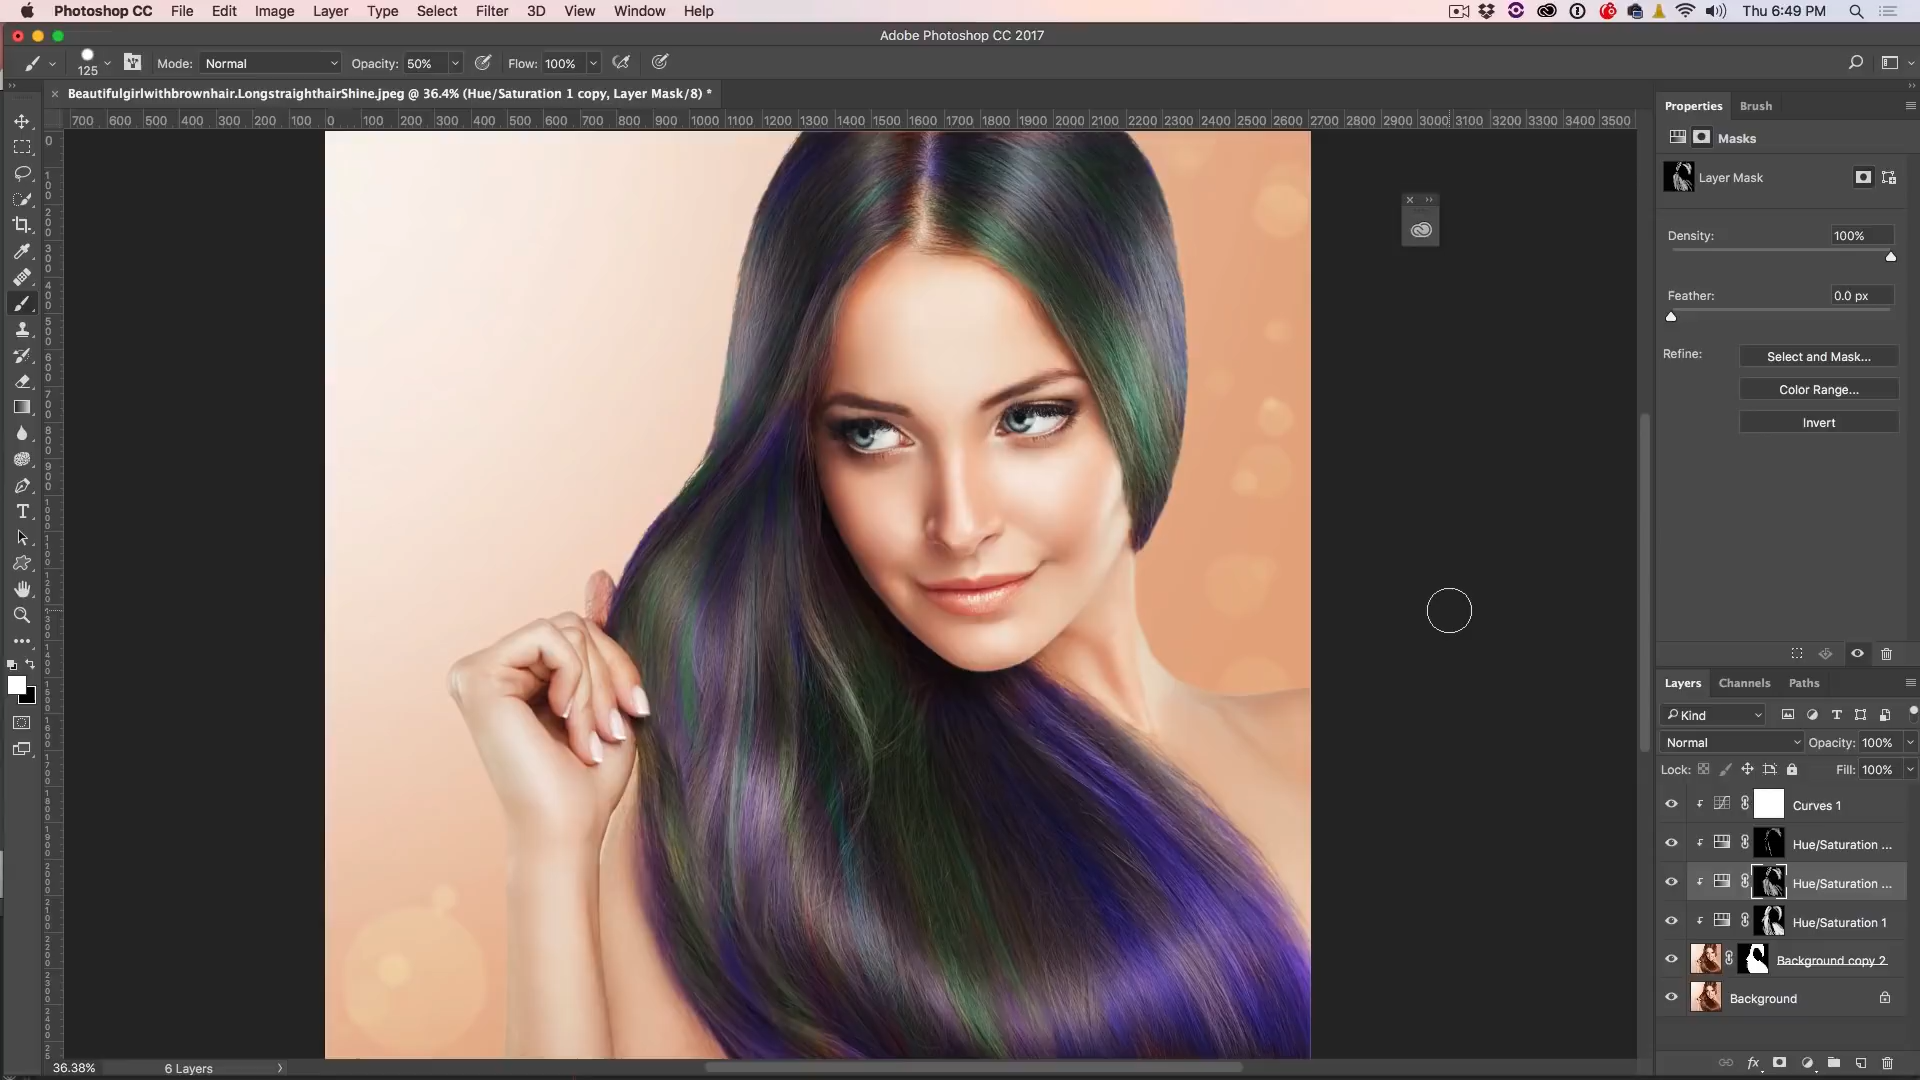 Photoshop CC File Edit Image Layer Type Select Filter 3D View Window Help Thu 6:49 PM
Adobe Photoshop CC 2017
125 Mode: Normal Opacity: 50% Flow: 100%
× BeautifulgirlwithbrownhairLongstraighthairShine.jpeg @ 36.4% (Hue/Saturation 1 copy, Layer Mask/8) *
700 600 500 400 300 200 100 0 100 200 300 400 500 600 700 800 900 1000 1100 1200 1300 1400 1500 1600 1700 1800 1900 2000 2100 2200 2300 2400 2500 2600 2700 2800 2900 3000 3100 3200 3300 3400 3500
Properties Brush
Masks
Layer Mask
Density: 100%
Feather: 0.0 px
Refine: Select and Mask...
Color Range...
Invert
Layers Channels Paths
Kind
Normal Opacity: 100%
Lock: Fill: 100%
Curves 1
Hue/Saturation ...
Hue/Saturation ...
Hue/Saturation 1
Background copy 2
Background
36.38% 6 Layers